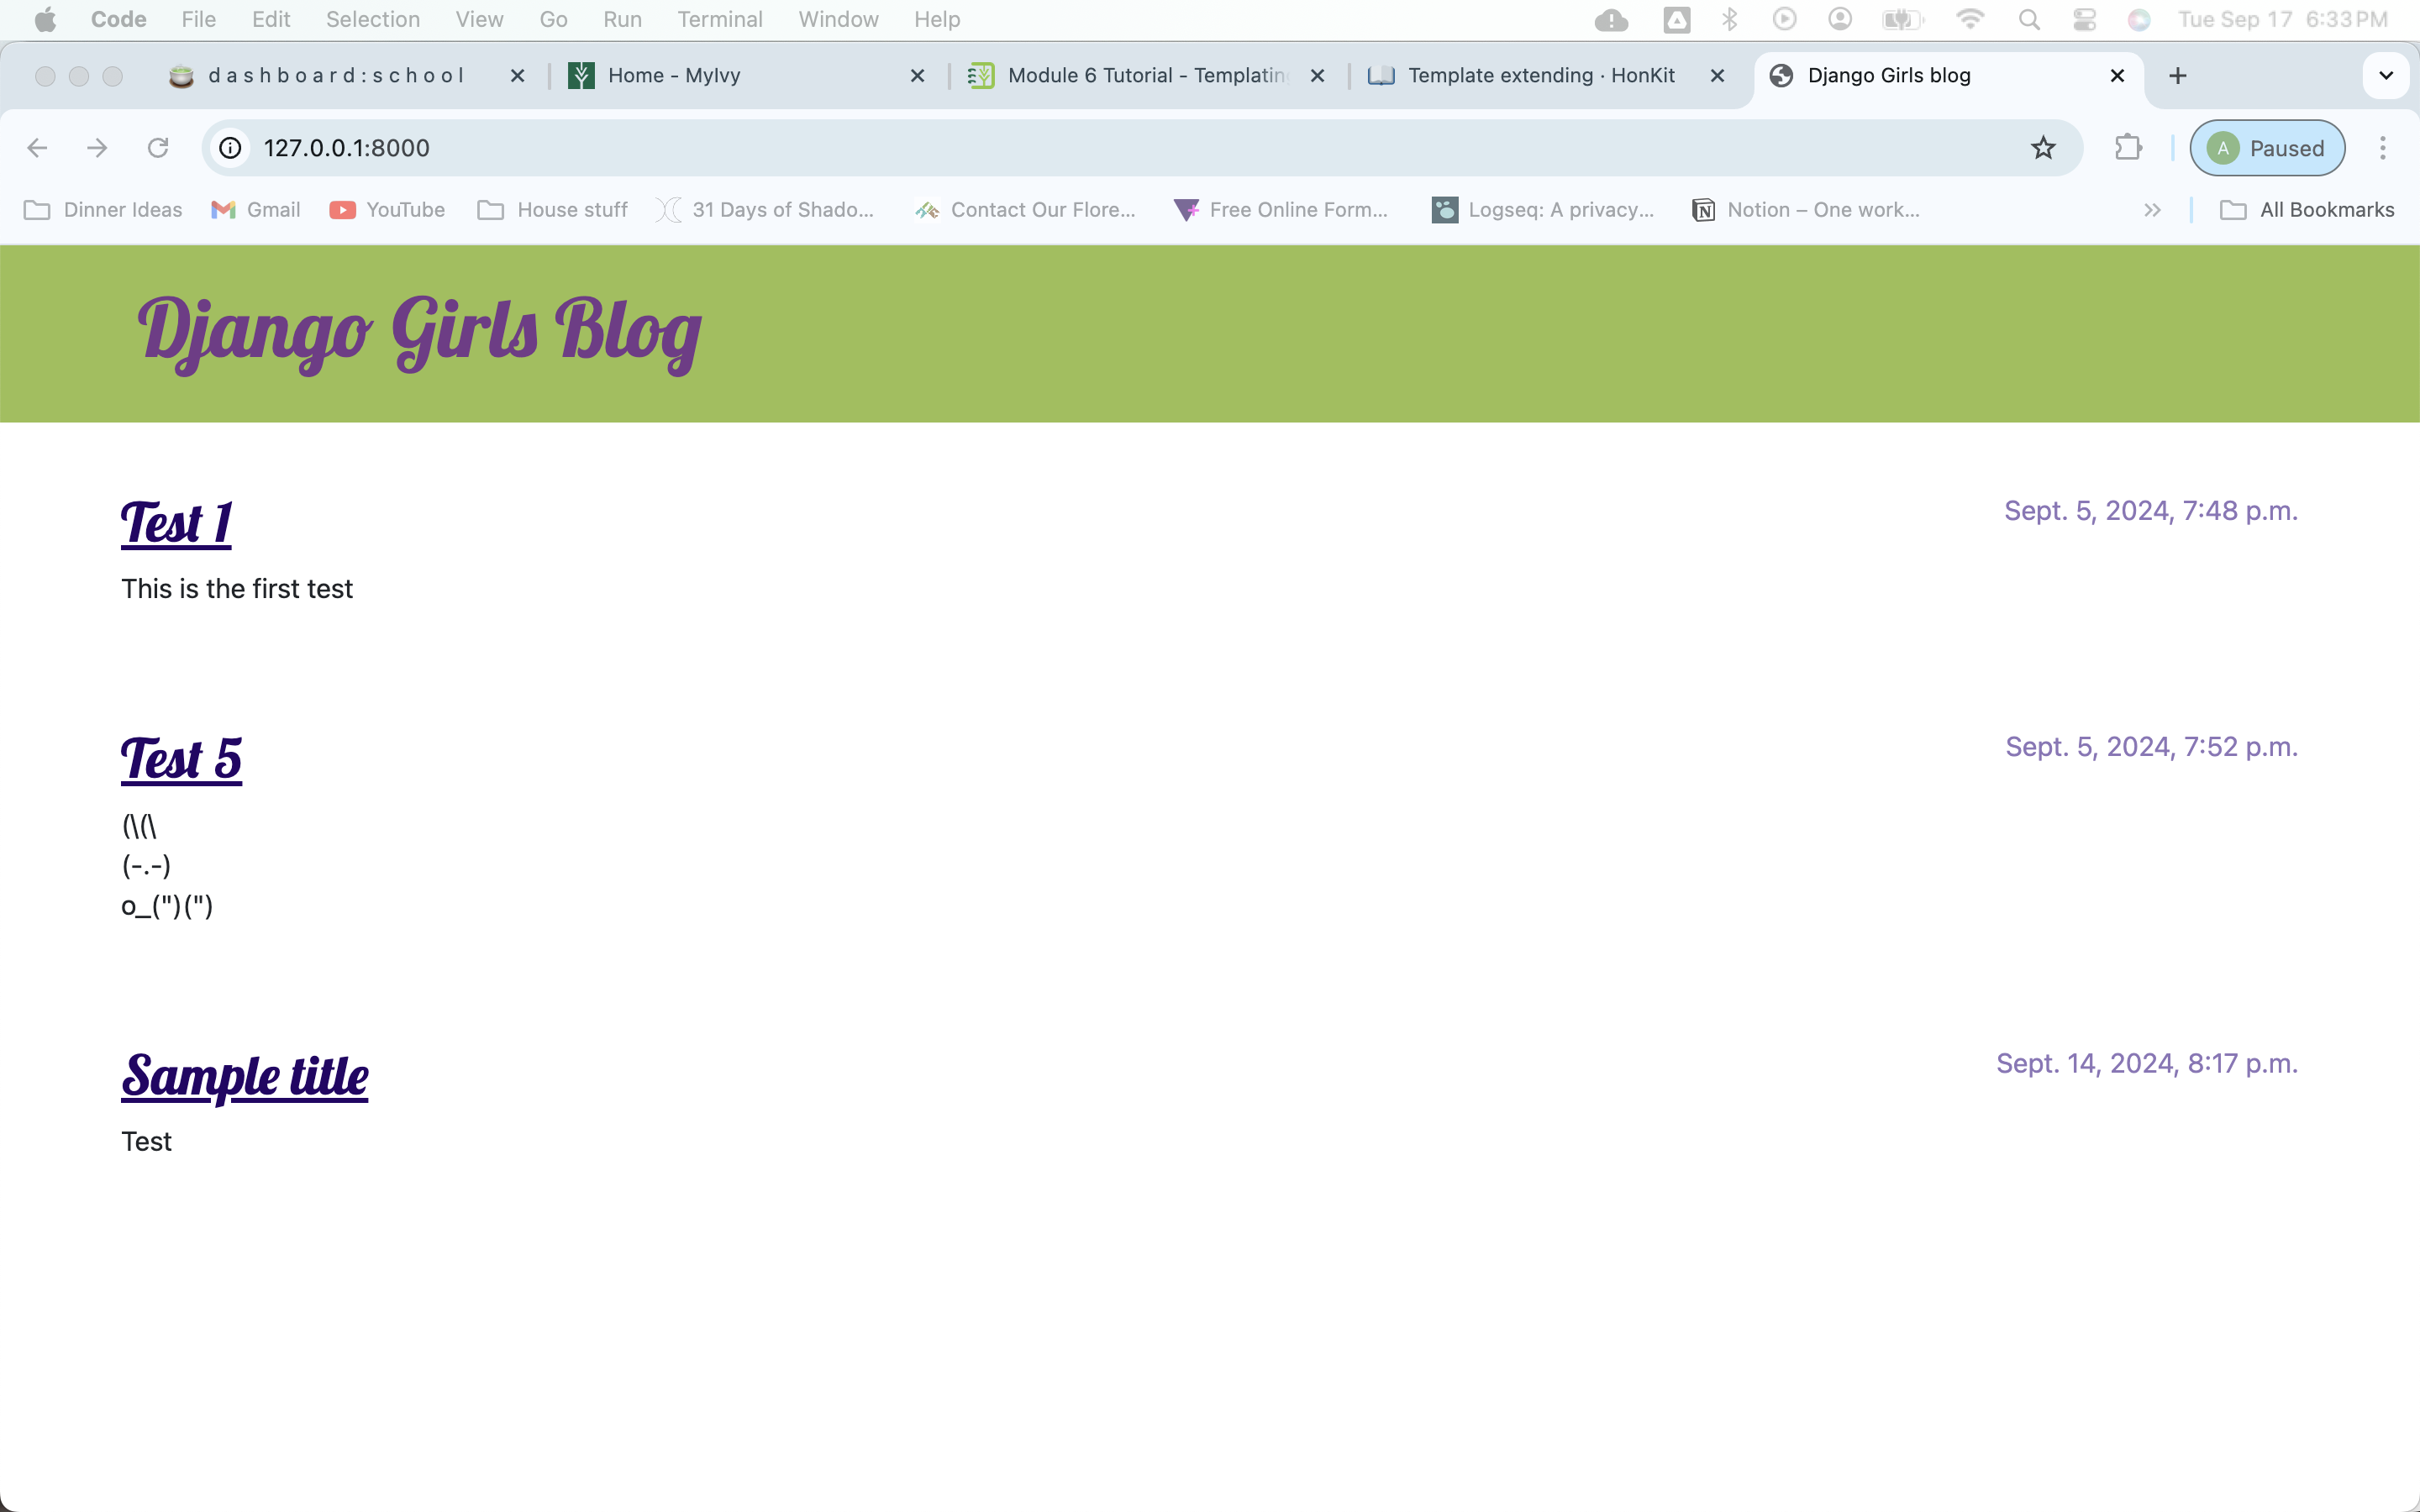 Code File Edit Selection View Go Run Terminal Window Help Tue Sep 17 6:33 PM
dashboard:school Home - MyIvy Module 6 Tutorial - Templatin Template extending · HonKit Django Girls blog
127.0.0.1:8000 A Paused
Dinner Ideas Gmail YouTube House stuff 31 Days of Shado... Contact Our Flore... Free Online Form... Logseq: A privacy... Notion – One work... All Bookmarks
Django Girls Blog
Test 1 Sept. 5, 2024, 7:48 p.m.
This is the first test
Test 5 Sept. 5, 2024, 7:52 p.m.
(\(\
(-.-)
o_(")(")
Sample title Sept. 14, 2024, 8:17 p.m.
Test